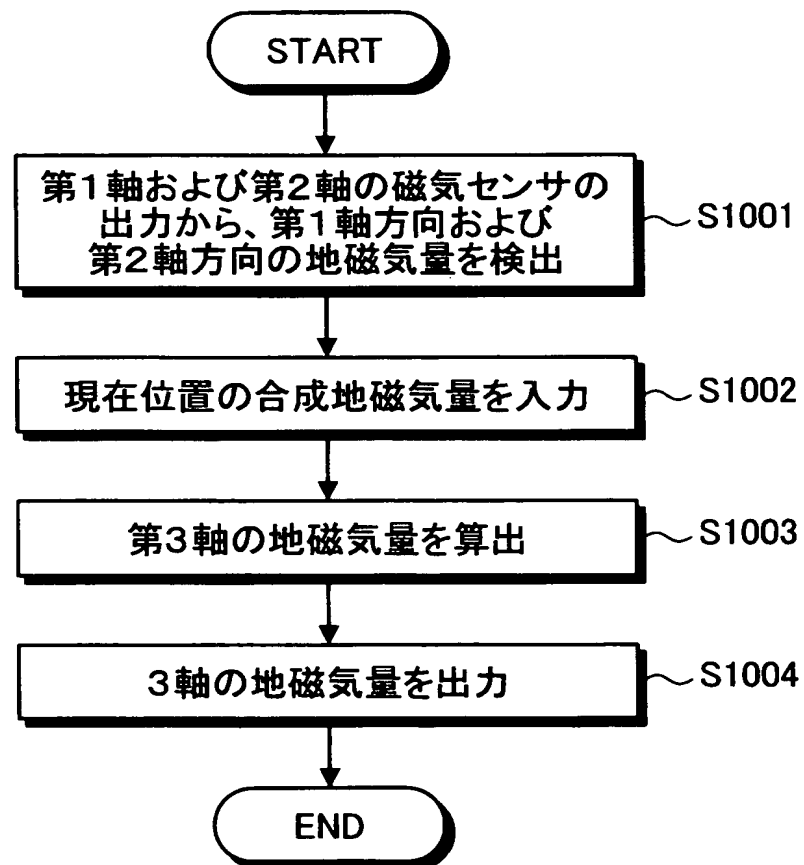 START
第1軸および第2軸の磁気センサの
出力から、第1軸方向および
第2軸方向の地磁気量を検出
S1001
現在位置の合成地磁気量を入力
S1002
第3軸の地磁気量を算出
S1003
3軸の地磁気量を出力
S1004
END